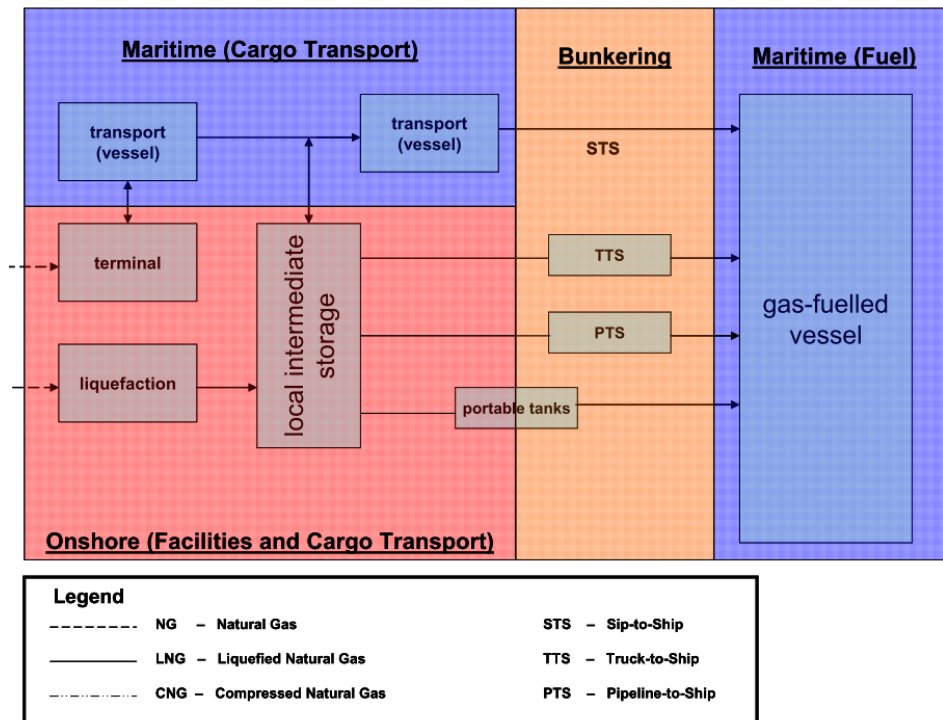 Maritime (Cargo Transport)
Bunkering
Maritime (Fuel)
transport
(vessel)
transport
(vessel)
STS
terminal
local intermediate
storage
TTS
gas-fuelled
vessel
PTS
liquefaction
portable tanks
Onshore (Facilities and Cargo Transport)
Legend
NG – Natural Gas
STS – Sip-to-Ship
LNG – Liquefied Natural Gas
TTS – Truck-to-Ship
CNG – Compressed Natural Gas
PTS – Pipeline-to-Ship